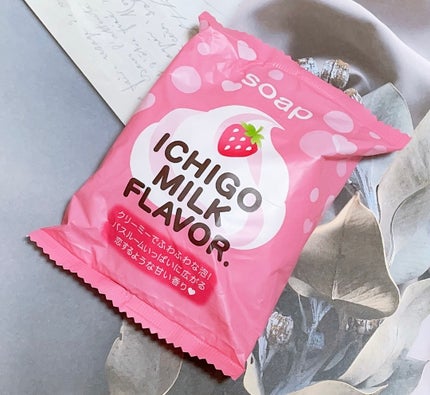 soap
ICHIGO
MILK
FLAVOR.
クリーミーでふわふわな泡!
バスルームいっぱいに広がる
恋するような甘い香り♥